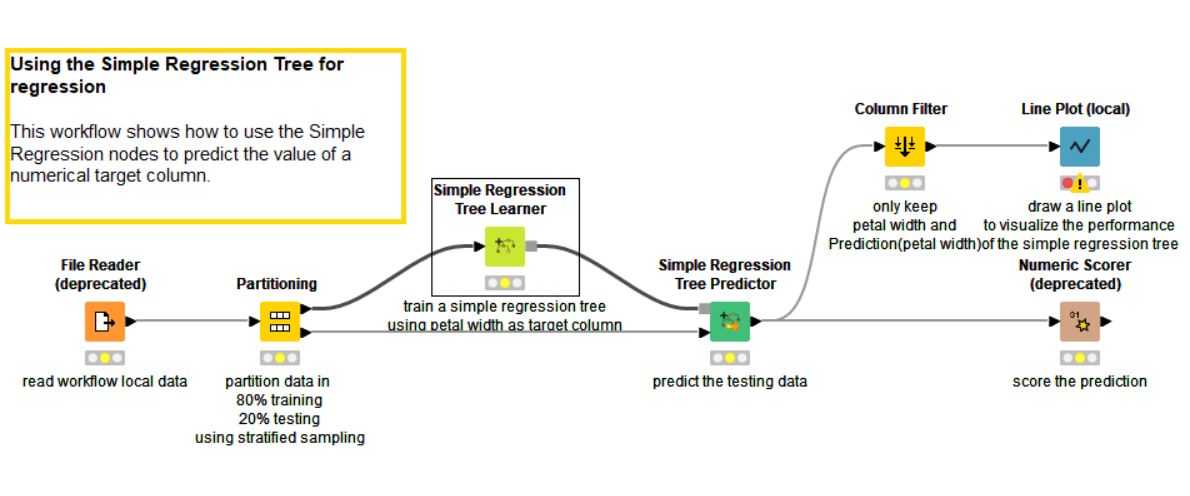 Using the Simple Regression Tree for
regression
This workflow shows how to use the Simple
Regression nodes to predict the value of a
numerical target column.
File Reader
(deprecated)
read workflow local data
Partitioning
partition data in
80% training
20% testing
using stratified sampling
Simple Regression
Tree Learner
train a simple regression tree
using petal width as target column
Simple Regression
Tree Predictor
predict the testing data
Column Filter
only keep
petal width and
Prediction(petal width)
Line Plot (local)
!
draw a line plot
to visualize the performance
of the simple regression tree
Numeric Scorer
(deprecated)
31
score the prediction